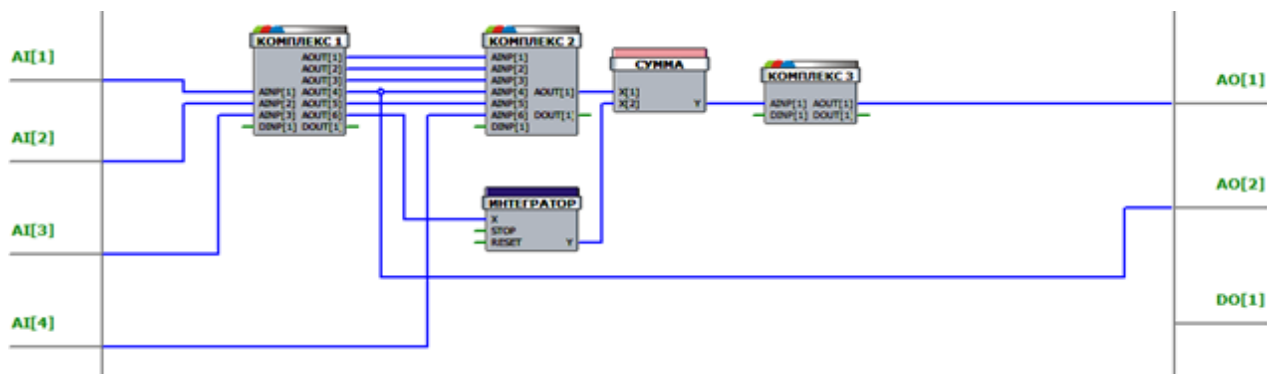 AI[1]
AI[2]
AI[3]
AI[4]
КОМПЛЕКС 1
AOUT[1]
AOUT[2]
AOUT[3]
AINP[1] AOUT[4]
AINP[2] AOUT[5]
AINP[3] AOUT[6]
DINP[1] DOUT[1]
КОМПЛЕКС 2
AINP[1]
AINP[2]
AINP[3]
AINP[4] AOUT[1]
AINP[5]
AINP[6] DOUT[1]
DINP[1]
ИНТЕГРАТОР
X
STOP
RESET Y
СУММА
X[1]
X[2] Y
КОМПЛЕКС 3
AINP[1] AOUT[1]
DINP[1] DOUT[1]
AO[1]
AO[2]
DO[1]